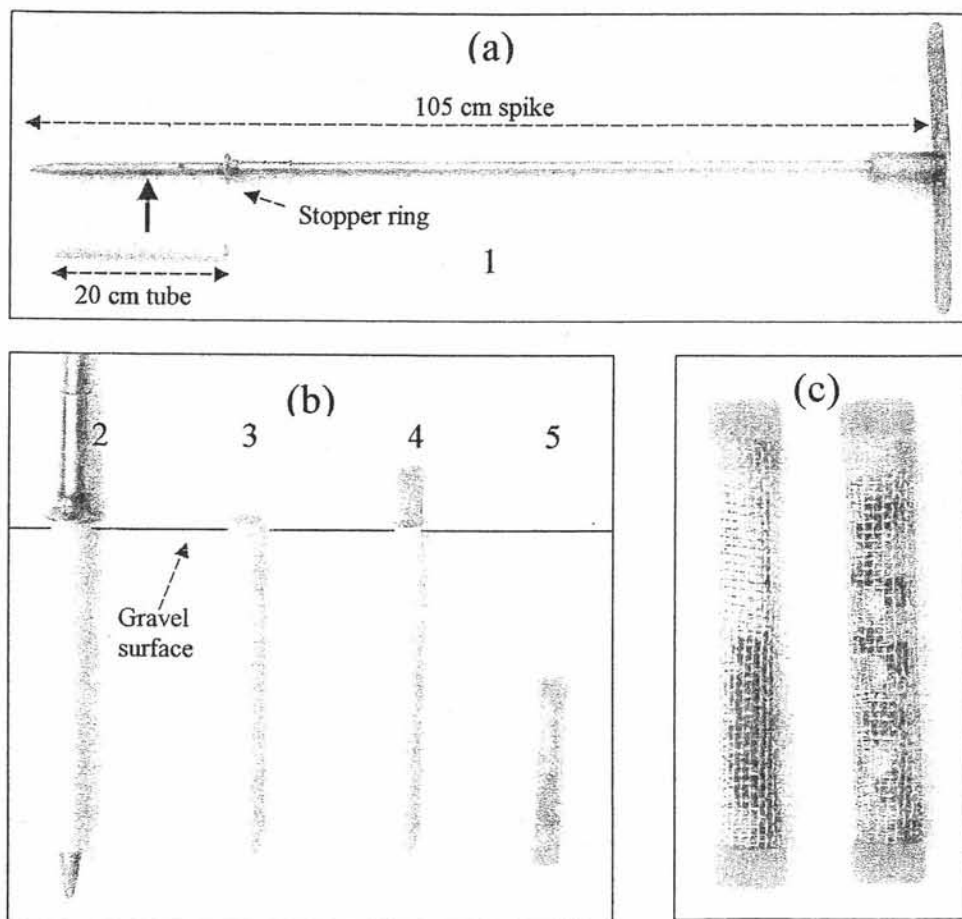 (a)
105 cm spike
Stopper ring
1
20 cm tube
(b)
2
3
4
5
Gravel
surface
(c)